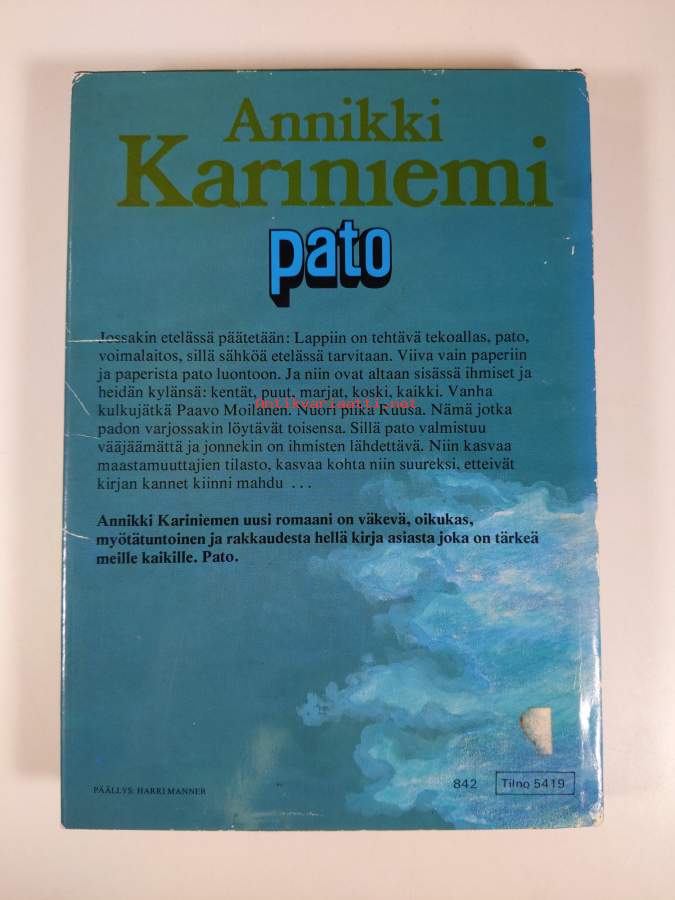 Annikki
Kariniemi
pato
Jossakin etelässä päätetään: Lappiin on tehtävä tekoallas, pato,
voimalaitos, sillä sähköä etelässä tarvitaan. Viiva vain paperiin
ja paperista pato luontoon. Ja niin ovat altaan sisässä ihmiset ja
heidän kylänsä: kentät, puut, marjat, koski, kaikki. Vanha
kulkujätkä Paavo Moilanen. Nuori piika Ruusa. Nämä jotka
Antikvariaatti.net
padon varjossakin löytävät toisensa. Sillä pato valmistuu
vääjäämättä ja jonnekin on ihmisten lähdettävä. Niin kasvaa
maastamuuttajien tilasto, kasvaa kohta niin suureksi, etteivät
kirjan kannet kiinni mahdu ...
Annikki Kariniemen uusi romaani on väkevä, oikukas,
myötätuntoinen ja rakkaudesta hellä kirja asiasta joka on tärkeä
meille kaikille. Pato.
PÄÄLLYS: HARRI MANNER
842 Tilno 5419